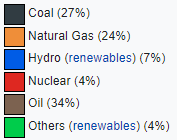 Coal (27%)
Natural Gas (24%)
Hydro (renewables) (7%)
Nuclear (4%)
Oil (34%)
Others (renewables) (4%)